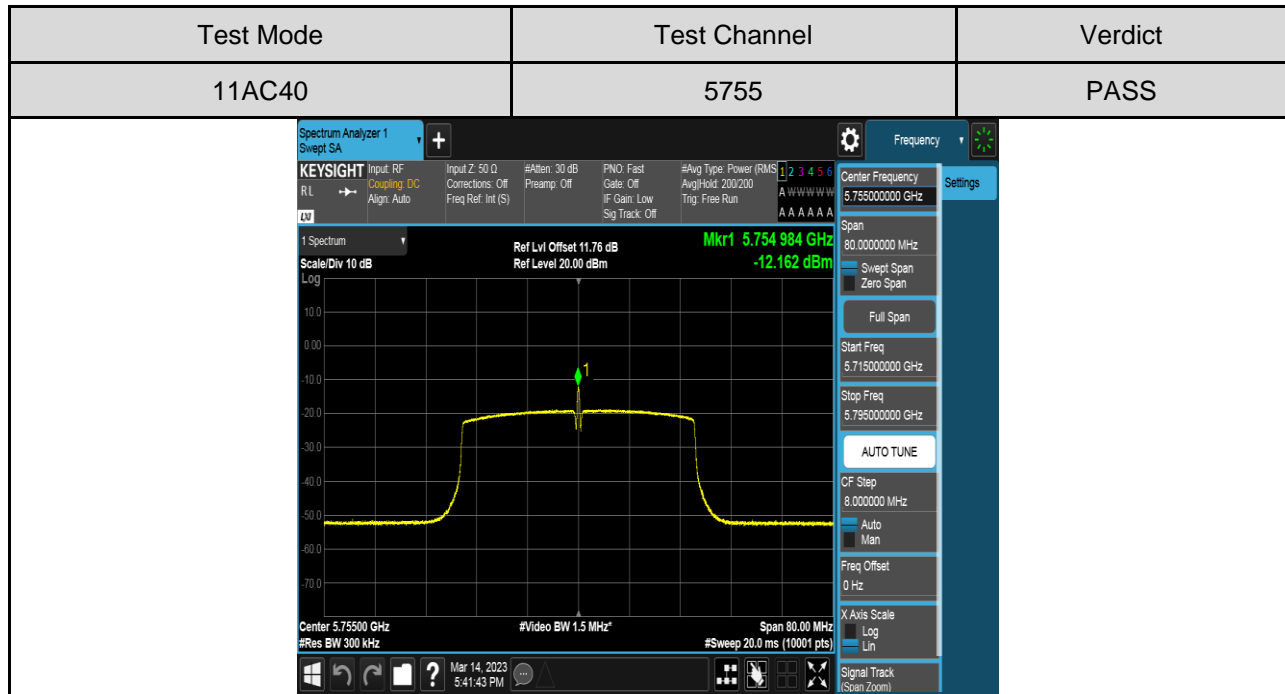 Test Mode Test Channel Verdict
11AC40 5755 PASS
Spectrum Analyzer 1
Swept SA
+
Frequency
KEYSIGHT Input: RF Input Z: 50 Ω #Atten: 30 dB PNO: Fast #Avg Type: Power (RMS 1 2 3 4 5 6
RL Coupling: DC Corrections: Off Preamp: Off Gate: Off Avg|Hold: 200/200 A W W W W W
Align: Auto Freq Ref: Int (S) IF Gain: Low Trig: Free Run
LXI Sig Track: Off A A A A A A
1 Spectrum Ref Lvl Offset 11.76 dB Mkr1 5.754 984 GHz
Scale/Div 10 dB Ref Level 20.00 dBm -12.162 dBm
Log
10.0
0.00
1
-10.0
-20.0
-30.0
-40.0
-50.0
-60.0
-70.0
Center 5.75500 GHz #Video BW 1.5 MHz* Span 80.00 MHz
#Res BW 300 kHz #Sweep 20.0 ms (10001 pts)
? Mar 14, 2023
5:41:43 PM
Center Frequency
5.755000000 GHz
Settings
Span
80.0000000 MHz
Swept Span
Zero Span
Full Span
Start Freq
5.715000000 GHz
Stop Freq
5.795000000 GHz
AUTO TUNE
CF Step
8.000000 MHz
Auto
Man
Freq Offset
0 Hz
X Axis Scale
Log
Lin
Signal Track
(Span Zoom)